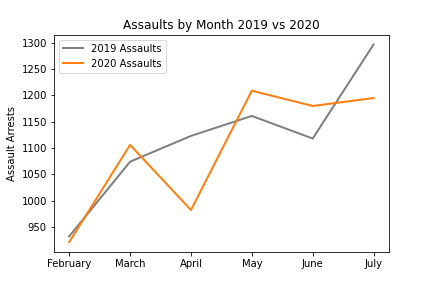 Assaults by Month 2019 vs 2020
2019 Assaults
2020 Assaults
Assault Arrests
1300
1250
1200
1150
1100
1050
1000
950
February March April May June July